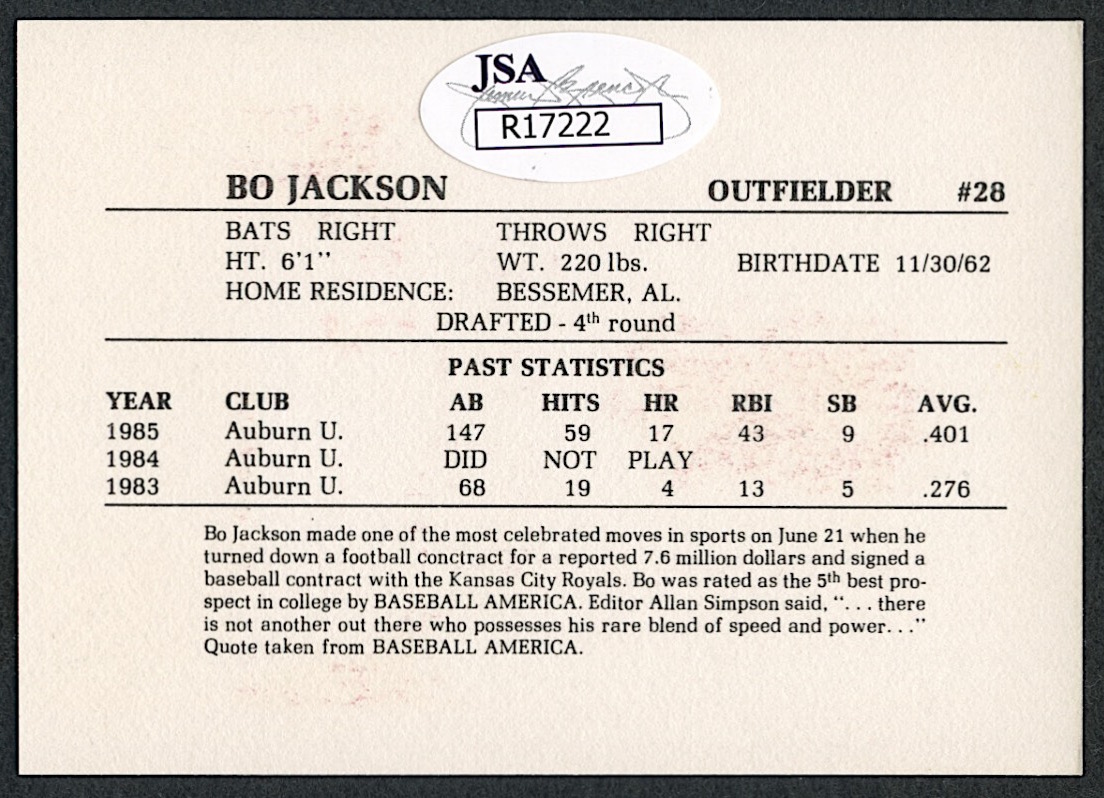 JSA
James Spence Jr
R17222
BO JACKSON OUTFIELDER #28
BATS RIGHT THROWS RIGHT
HT. 6'1'' WT. 220 lbs. BIRTHDATE 11/30/62
HOME RESIDENCE: BESSEMER, AL.
DRAFTED - 4th round
PAST STATISTICS
YEAR CLUB AB HITS HR RBI SB AVG.
1985 Auburn U. 147 59 17 43 9 .401
1984 Auburn U. DID NOT PLAY
1983 Auburn U. 68 19 4 13 5 .276
Bo Jackson made one of the most celebrated moves in sports on June 21 when he
turned down a football conctract for a reported 7.6 million dollars and signed a
baseball contract with the Kansas City Royals. Bo was rated as the 5th best pro-
spect in college by BASEBALL AMERICA. Editor Allan Simpson said, “. . . there
is not another out there who possesses his rare blend of speed and power. . .”
Quote taken from BASEBALL AMERICA.